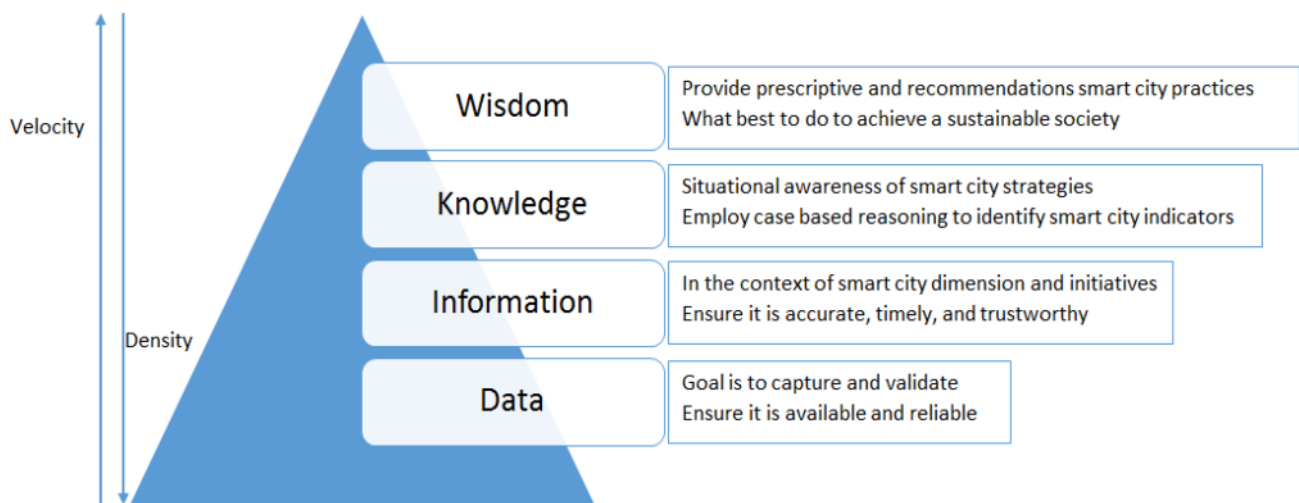 Velocity
Density
Wisdom
Provide prescriptive and recommendations smart city practices
What best to do to achieve a sustainable society
Knowledge
Situational awareness of smart city strategies
Employ case based reasoning to identify smart city indicators
Information
In the context of smart city dimension and initiatives
Ensure it is accurate, timely, and trustworthy
Data
Goal is to capture and validate
Ensure it is available and reliable